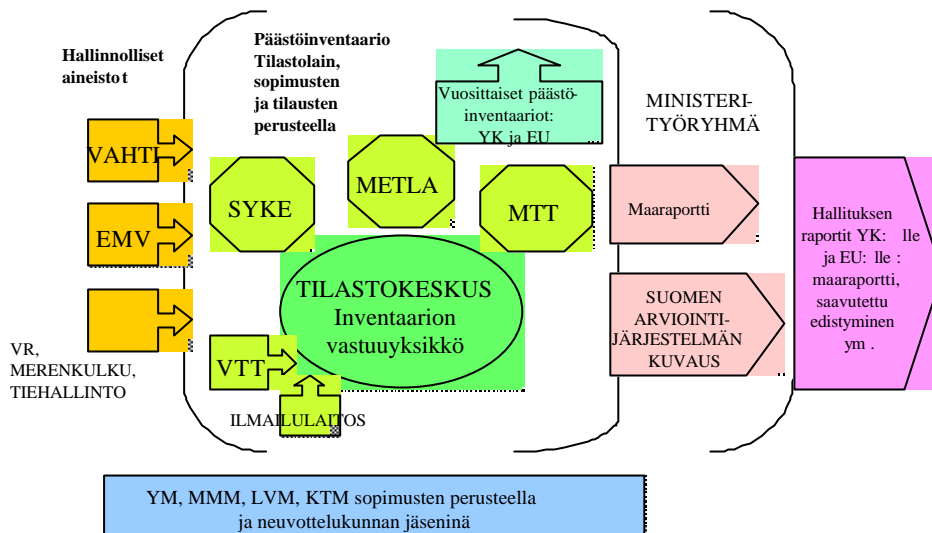 Hallinnolliset
aineistot
VAHTI
EMV
VR,
MERENKULKU,
TIEHALLINTO
Päästöinventaario
Tilastolain,
sopimusten
ja tilausten
perusteella
Vuosittaiset päästö-
inventaariot:
YK ja EU
SYKE
METLA
MTT
TILASTOKESKUS
Inventaarion
vastuuyksikkö
VTT
ILMAILULAITOS
MINISTERI-
TYÖRYHMÄ
Maaraportti
SUOMEN
ARVIOINTI-
JÄRJESTELMÄN
KUVAUS
Hallituksen
raportit YK: lle
ja EU: lle :
maaraportti,
saavutettu
edistyminen
ym .
YM, MMM, LVM, KTM sopimusten perusteella
ja neuvottelukunnan jäseninä